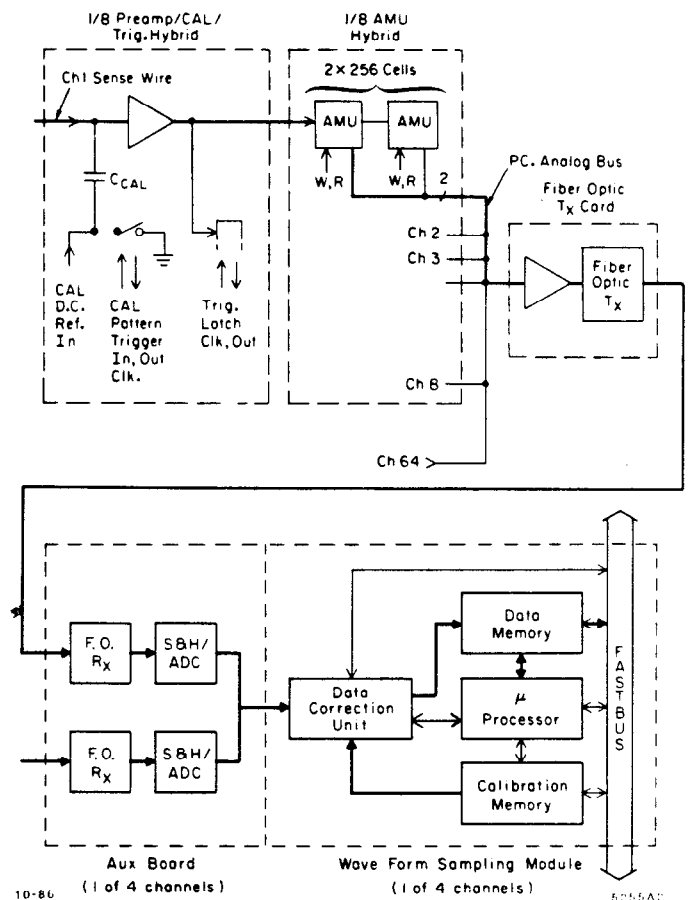 1/8 Preamp/CAL/
Trig. Hybrid
1/8 AMU
Hybrid
2 x 256 Cells
Ch1 Sense Wire
AMU
AMU
CCAL
W,R
W,R
2
P.C. Analog Bus
Fiber Optic
Tx Card
Ch 2
Ch 3
Fiber
Optic
Tx
CAL
D.C.
Ref.
In
CAL
Pattern
Trigger
In, Out
Clk.
Trig.
Latch
Clk, Out
Ch 8
Ch 64
F.O.
Rx
S&H/
ADC
Data
Correction
Unit
Data
Memory
μ
Processor
FASTBUS
F.O.
Rx
S&H/
ADC
Calibration
Memory
Aux Board
(1 of 4 channels)
Wave Form Sampling Module
(1 of 4 channels)
10-86
5255A2